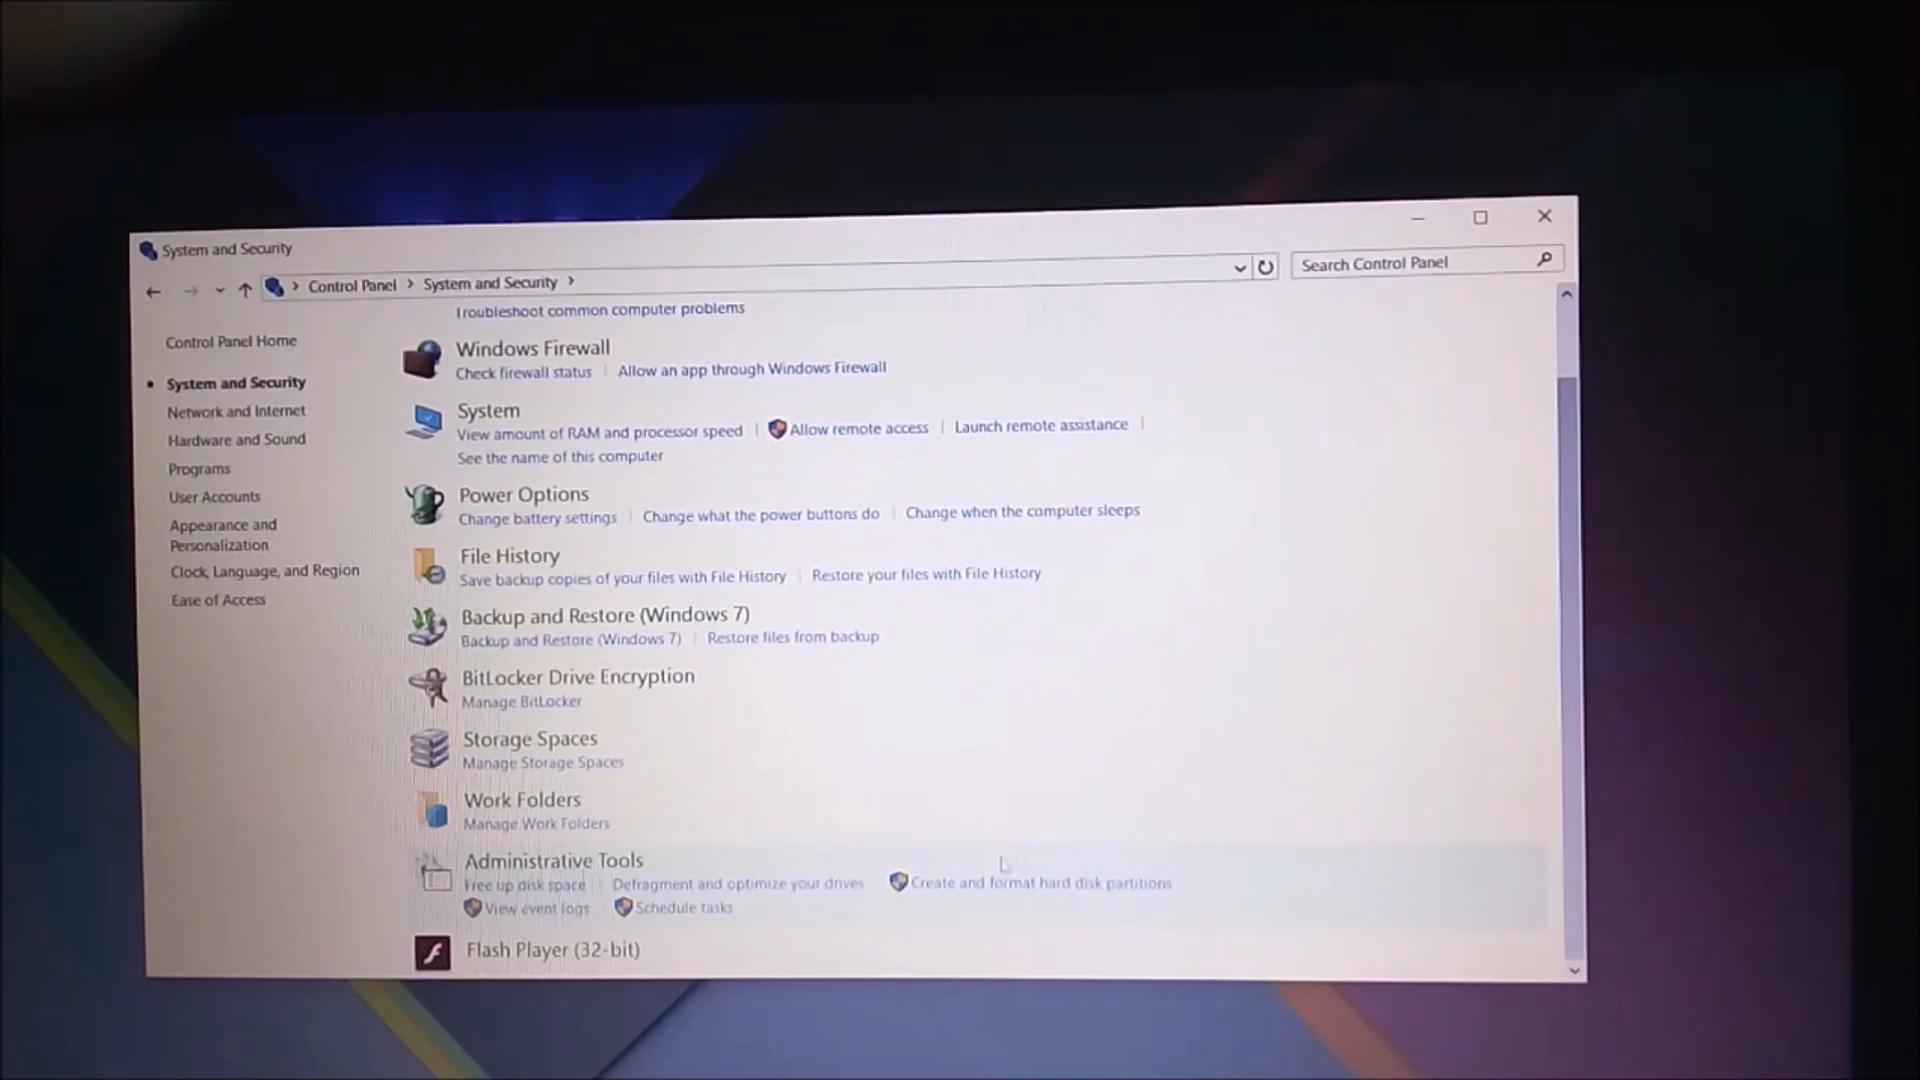 System and Security
Control Panel > System and Security >
Search Control Panel
Control Panel Home
System and Security
Network and Internet
Hardware and Sound
Programs
User Accounts
Appearance and
Personalization
Clock, Language, and Region
Ease of Access
Troubleshoot common computer problems
Windows Firewall
Check firewall status | Allow an app through Windows Firewall
System
View amount of RAM and processor speed | Allow remote access | Launch remote assistance |
See the name of this computer
Power Options
Change battery settings | Change what the power buttons do | Change when the computer sleeps
File History
Save backup copies of your files with File History | Restore your files with File History
Backup and Restore (Windows 7)
Backup and Restore (Windows 7) | Restore files from backup
BitLocker Drive Encryption
Manage BitLocker
Storage Spaces
Manage Storage Spaces
Work Folders
Manage Work Folders
Administrative Tools
Free up disk space | Defragment and optimize your drives | Create and format hard disk partitions
View event logs | Schedule tasks
Flash Player (32-bit)